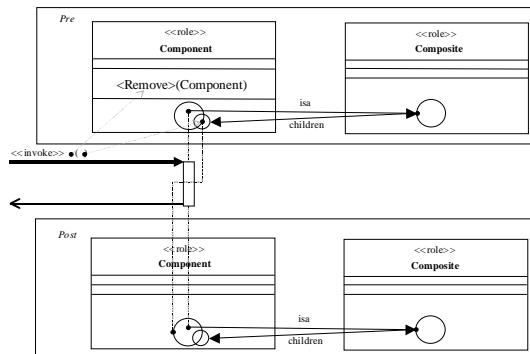 Pre
<<role>> <<role>>
Component Composite
<Remove>(Component)
isa
children
<<invoke>> •( •)
Post
<<role>> <<role>>
Component Composite
isa
children